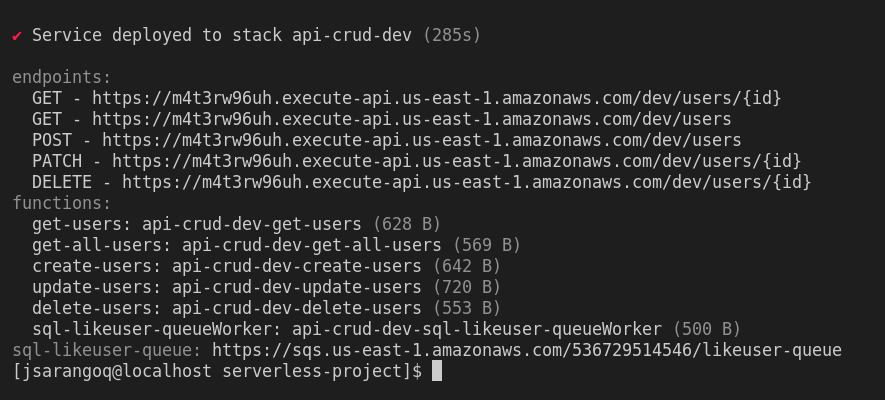 ✔ Service deployed to stack api-crud-dev (285s)
endpoints:
GET - https://m4t3rw96uh.execute-api.us-east-1.amazonaws.com/dev/users/{id}
GET - https://m4t3rw96uh.execute-api.us-east-1.amazonaws.com/dev/users
POST - https://m4t3rw96uh.execute-api.us-east-1.amazonaws.com/dev/users
PATCH - https://m4t3rw96uh.execute-api.us-east-1.amazonaws.com/dev/users/{id}
DELETE - https://m4t3rw96uh.execute-api.us-east-1.amazonaws.com/dev/users/{id}
functions:
get-users: api-crud-dev-get-users (628 B)
get-all-users: api-crud-dev-get-all-users (569 B)
create-users: api-crud-dev-create-users (642 B)
update-users: api-crud-dev-update-users (720 B)
delete-users: api-crud-dev-delete-users (553 B)
sql-likeuser-queueWorker: api-crud-dev-sql-likeuser-queueWorker (500 B)
sql-likeuser-queue: https://sqs.us-east-1.amazonaws.com/536729514546/likeuser-queue
[jsarangoq@localhost serverless-project]$